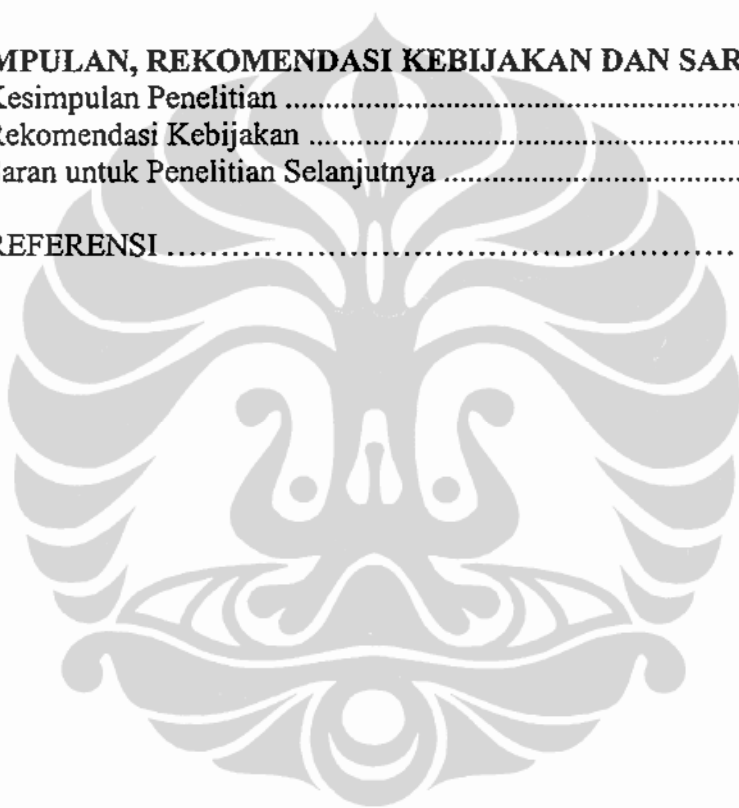 MPULAN, REKOMENDASI KEBIJAKAN DAN SAR
Kesimpulan Penelitian ........................................................
Rekomendasi Kebijakan ....................................................
aran untuk Penelitian Selanjutnya ....................................
REFERENSI ........................................................